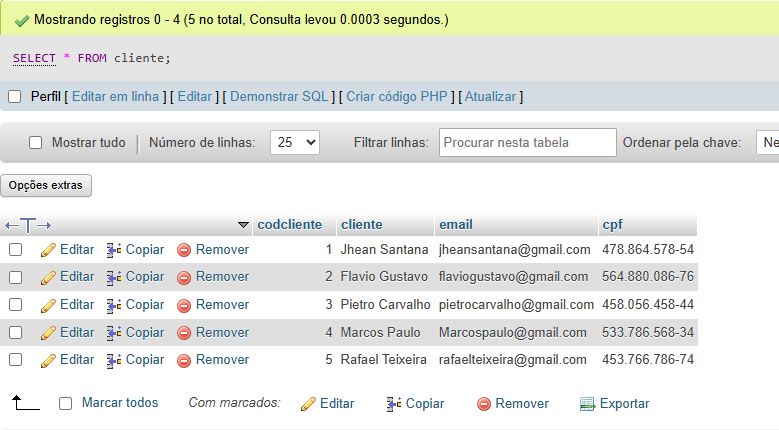 Mostrando registros 0 - 4 (5 no total, Consulta levou 0.0003 segundos.)
SELECT * FROM cliente;
Perfil [ Editar em linha ] [ Editar ] [ Demonstrar SQL ] [ Criar código PHP ] [ Atualizar ]
Mostrar tudo | Número de linhas: 25 Filtrar linhas: Procurar nesta tabela Ordenar pela chave: Ne
Opções extras
codcliente cliente email cpf
Editar Copiar Remover 1 Jhean Santana jheansantana@gmail.com 478.864.578-54
Editar Copiar Remover 2 Flavio Gustavo flaviogustavo@gmail.com 564.880.086-76
Editar Copiar Remover 3 Pietro Carvalho pietrocarvalho@gmail.com 458.056.458-44
Editar Copiar Remover 4 Marcos Paulo Marcospaulo@gmail.com 533.786.568-34
Editar Copiar Remover 5 Rafael Teixeira rafaelteixeira@gmail.com 453.766.786-74
Marcar todos Com marcados: Editar Copiar Remover Exportar